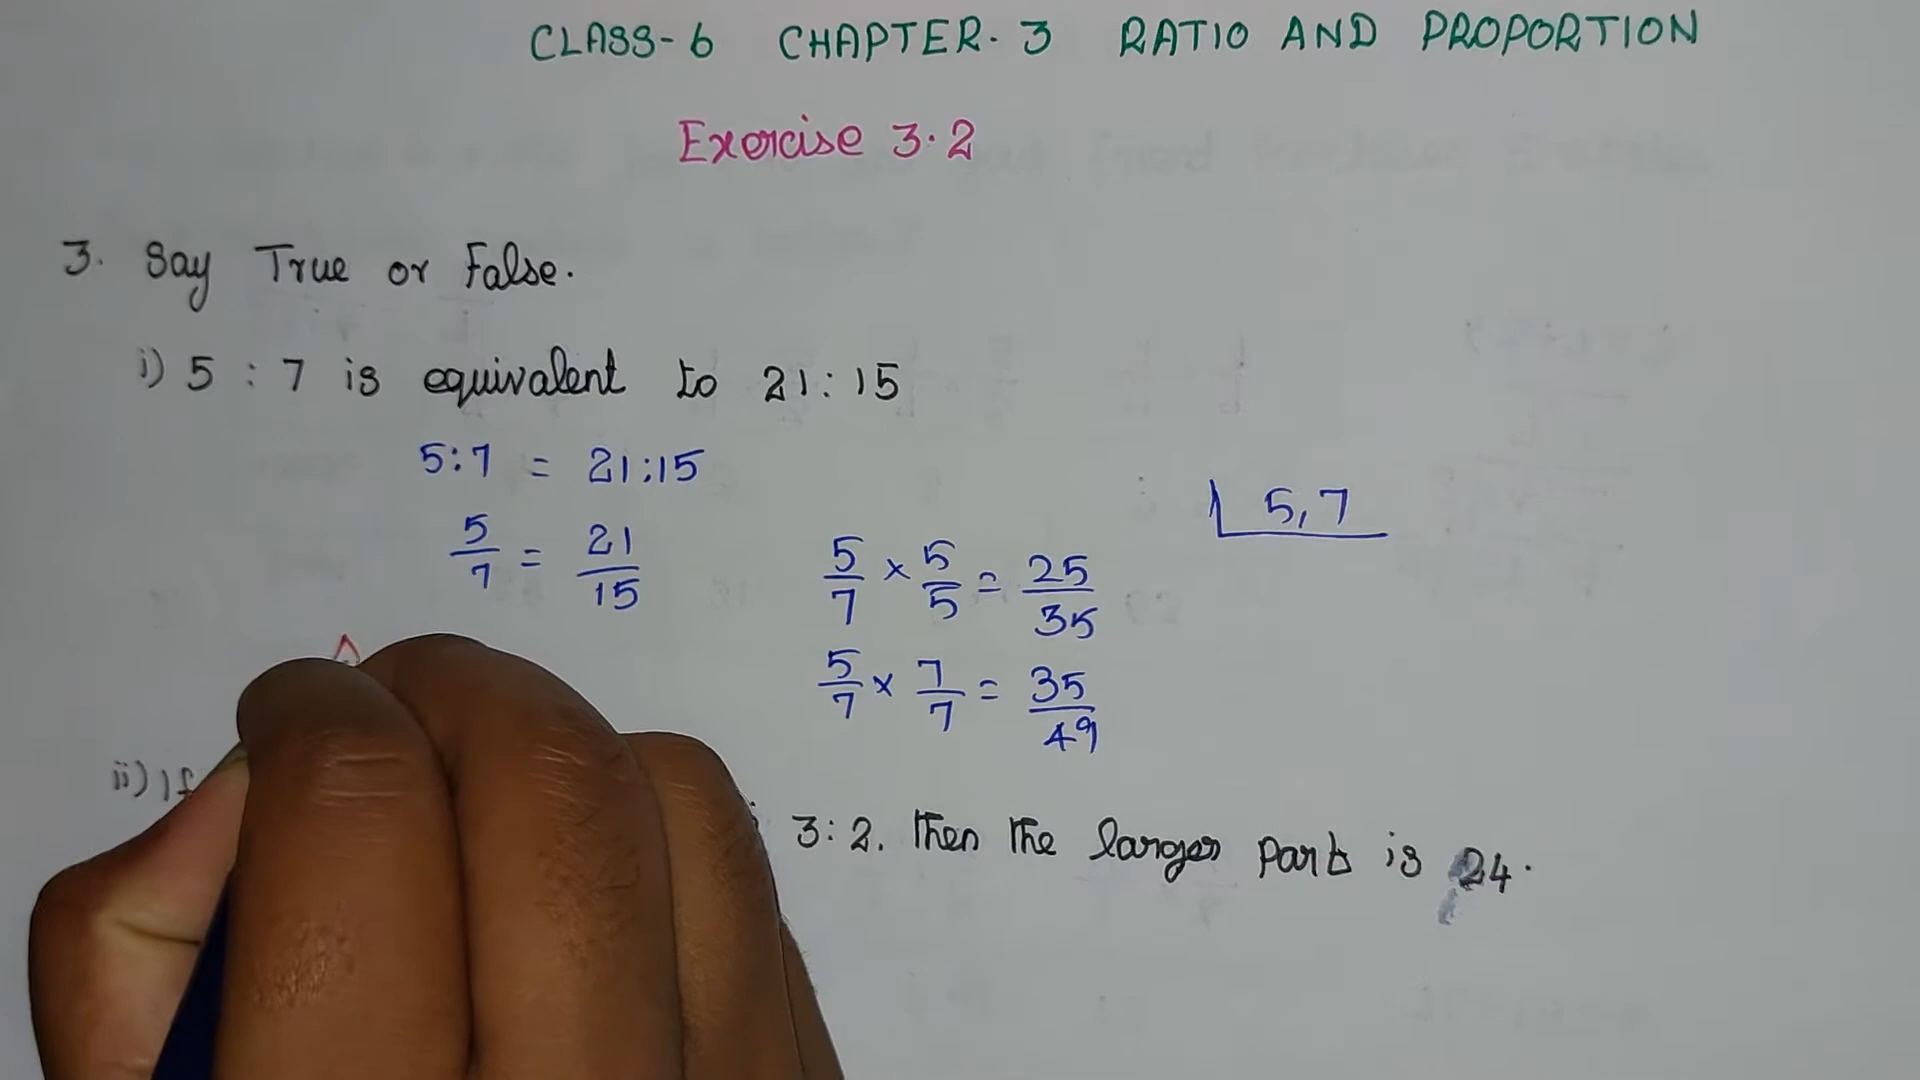 CLASS-6 CHAPTER-3 RATIO AND PROPORTION
Exercise 3.2
3. Say True or False.
i) 5 : 7 is equivalent to 21:15
5:7 = 21:15
5/7 = 21/15
5/7 × 5/5 = 25/35
5/7 × 7/7 = 35/49
5,7
ii) If 3:2. then the larger part is 24.